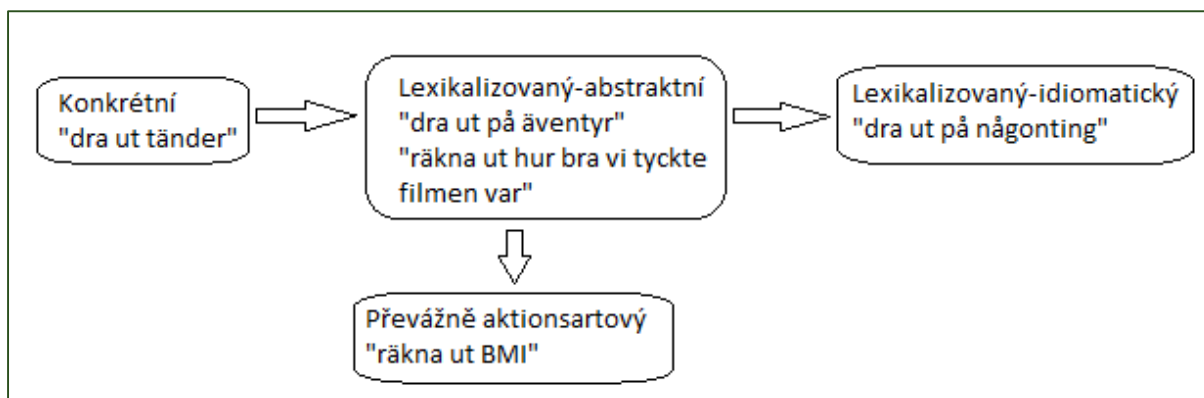 Konkrétní
"dra ut tänder"
Lexikalizovaný-abstraktní
"dra ut på äventyr"
"räkna ut hur bra vi tyckte
filmen var"
Lexikalizovaný-idiomatický
"dra ut på någonting"
Převážně aktionsartový
"räkna ut BMI"